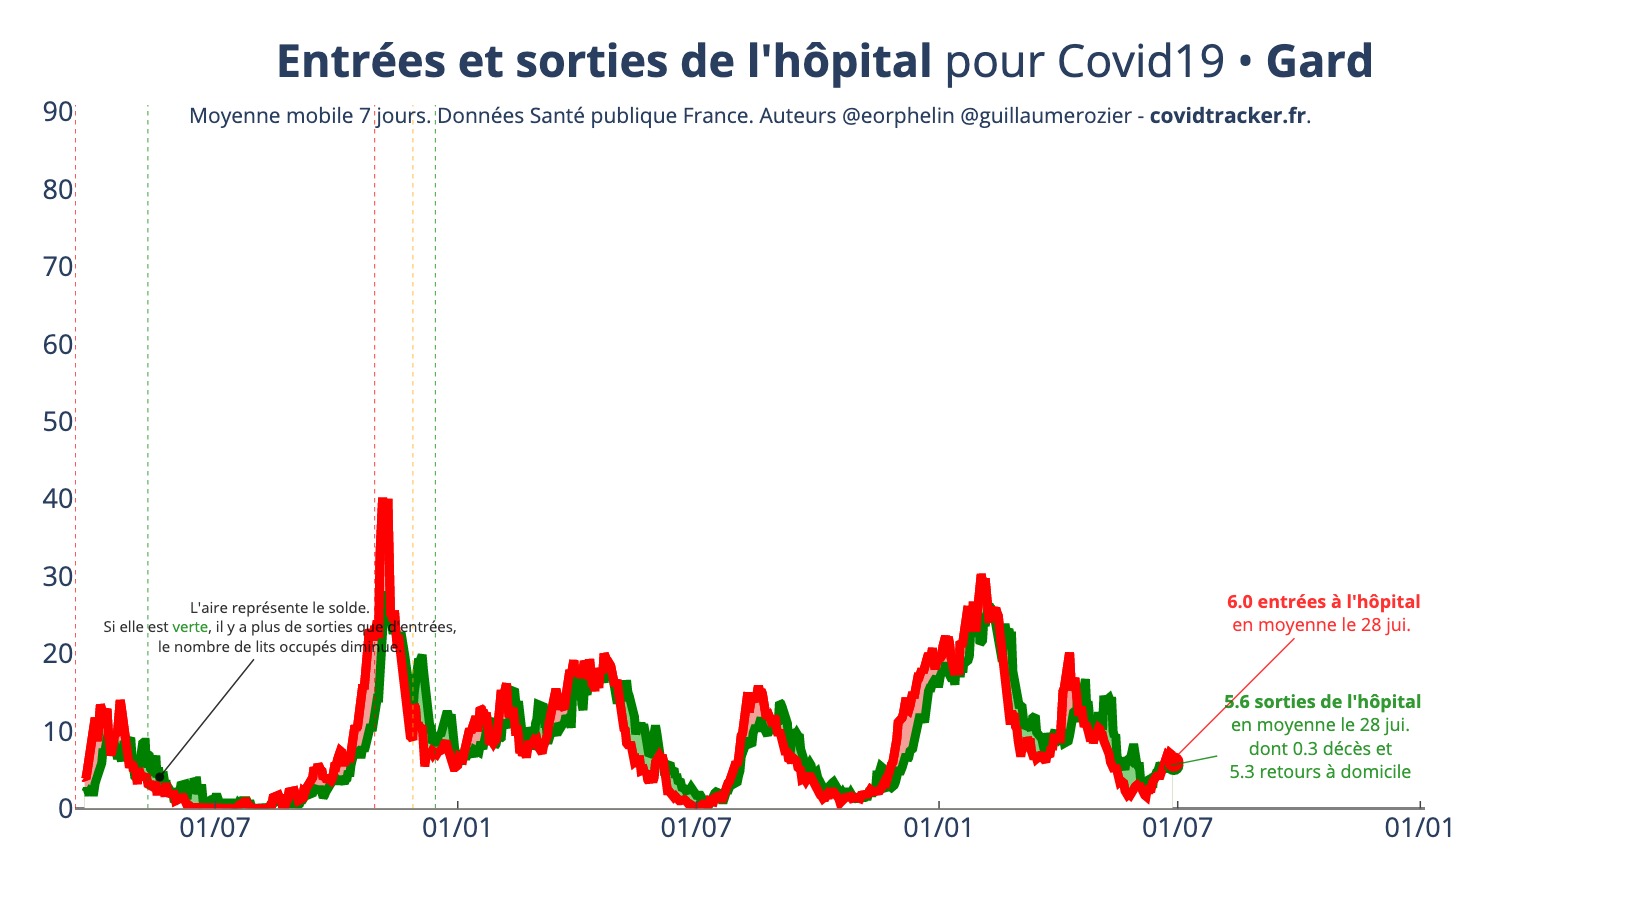 Entrées et sorties de l'hôpital pour Covid19 • Gard
Moyenne mobile 7 jours. Données Santé publique France. Auteurs @eorphelin @guillaumerozier - covidtracker.fr.
90
80
70
60
50
40
30
20
10
0
L'aire représente le solde.
Si elle est verte, il y a plus de sorties que d'entrées,
le nombre de lits occupés diminue.
6.0 entrées à l'hôpital
en moyenne le 28 jui.
5.6 sorties de l'hôpital
en moyenne le 28 jui.
dont 0.3 décès et
5.3 retours à domicile
01/07
01/01
01/07
01/01
01/07
01/01